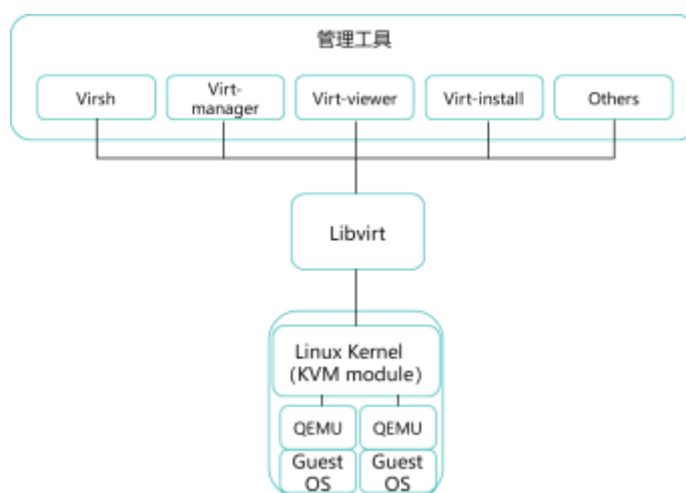 管理工具
Virsh
Virt-
manager
Virt-viewer
Virt-install
Others
Libvirt
Linux Kernel
（KVM module）
QEMU
QEMU
Guest
OS
Guest
OS